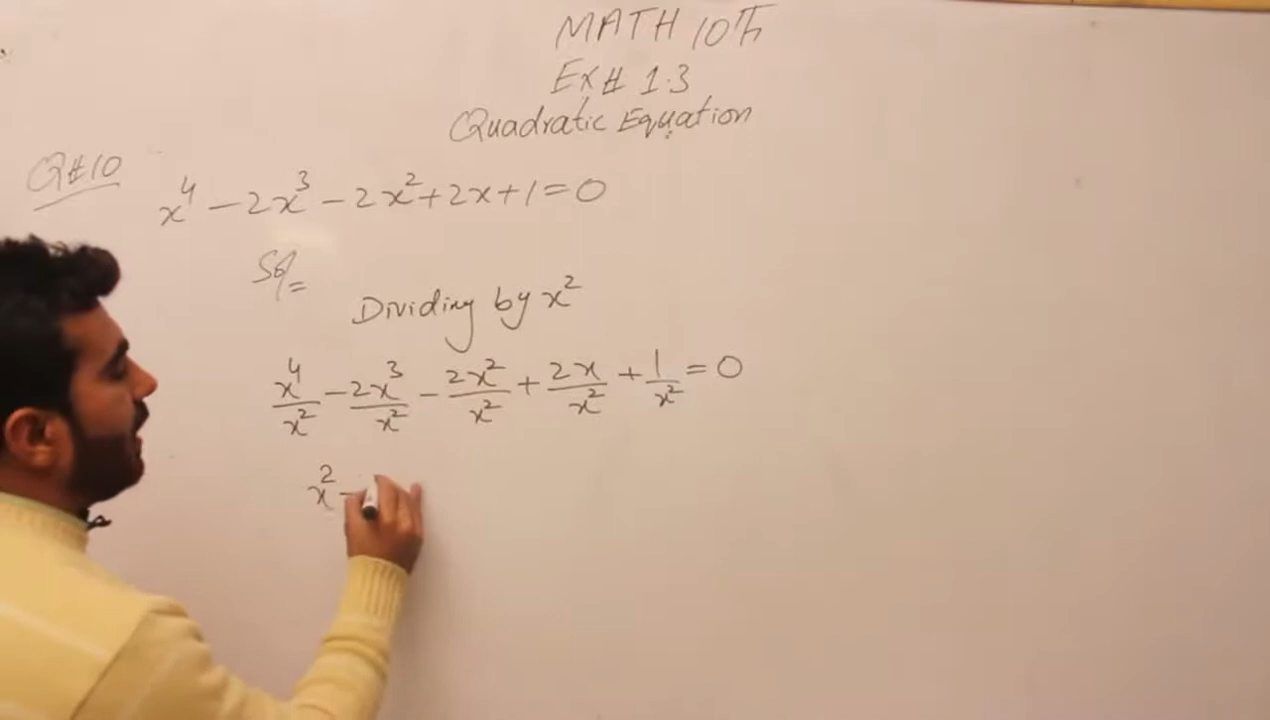 MATH 10Th
Ex# 1.3
Quadratic Equation
Q#10
x⁴ - 2x³ - 2x² + 2x + 1 = 0
Sol=
Dividing by x²
x⁴/x² - 2x³/x² - 2x²/x² + 2x/x² + 1/x² = 0
x² -